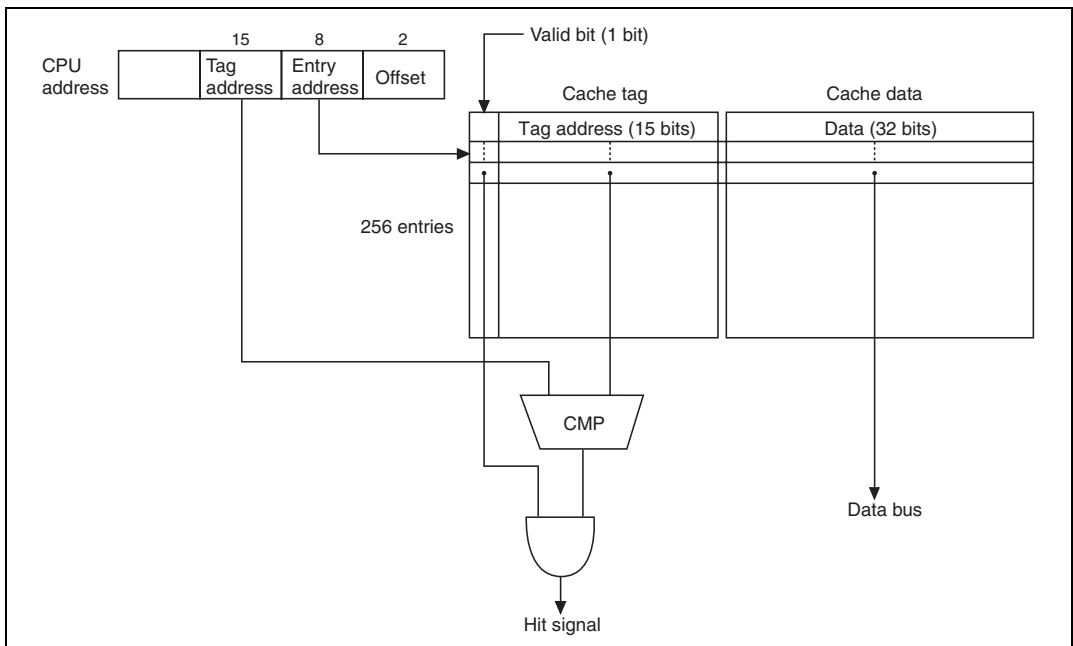 15 8 2
Valid bit (1 bit)
CPU
address
Tag
address
Entry
address
Offset
Cache tag
Cache data
Tag address (15 bits)
Data (32 bits)
256 entries
CMP
Data bus
Hit signal